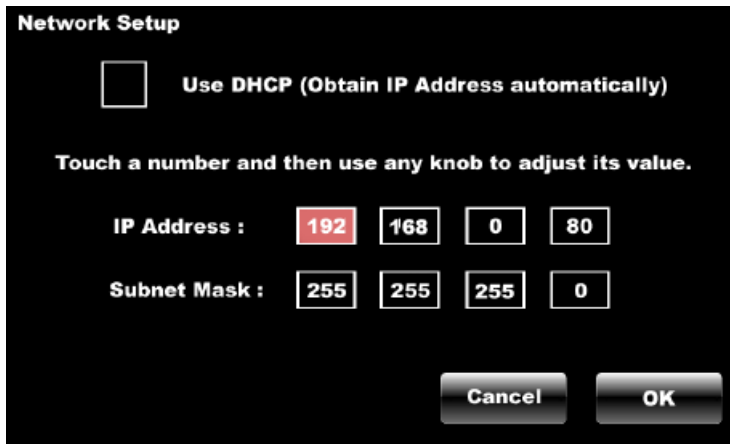 Network Setup
Use DHCP (Obtain IP Address automatically)
Touch a number and then use any knob to adjust its value.
IP Address : 192 168 0 80
Subnet Mask : 255 255 255 0
Cancel OK